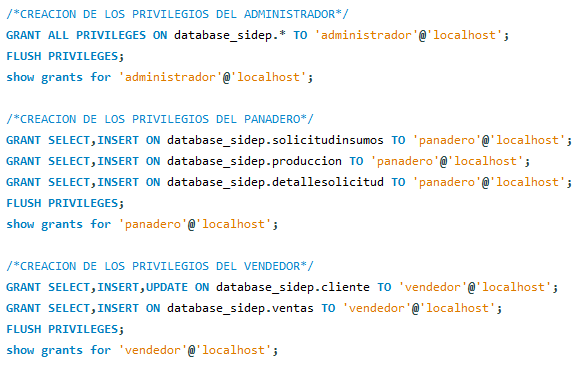 /*CREACION DE LOS PRIVILEGIOS DEL ADMINISTRADOR*/
GRANT ALL PRIVILEGES ON database_sidep.* TO 'administrador'@'localhost';
FLUSH PRIVILEGES;
show grants for 'administrador'@'localhost';
/*CREACION DE LOS PRIVILEGIOS DEL PANADERO*/
GRANT SELECT,INSERT ON database_sidep.solicitudinsumos TO 'panadero'@'localhost';
GRANT SELECT,INSERT ON database_sidep.produccion TO 'panadero'@'localhost';
GRANT SELECT,INSERT ON database_sidep.detallesolicitud TO 'panadero'@'localhost';
FLUSH PRIVILEGES;
show grants for 'panadero'@'localhost';
/*CREACION DE LOS PRIVILEGIOS DEL VENDEDOR*/
GRANT SELECT,INSERT,UPDATE ON database_sidep.cliente TO 'vendedor'@'localhost';
GRANT SELECT,INSERT ON database_sidep.ventas TO 'vendedor'@'localhost';
FLUSH PRIVILEGES;
show grants for 'vendedor'@'localhost';